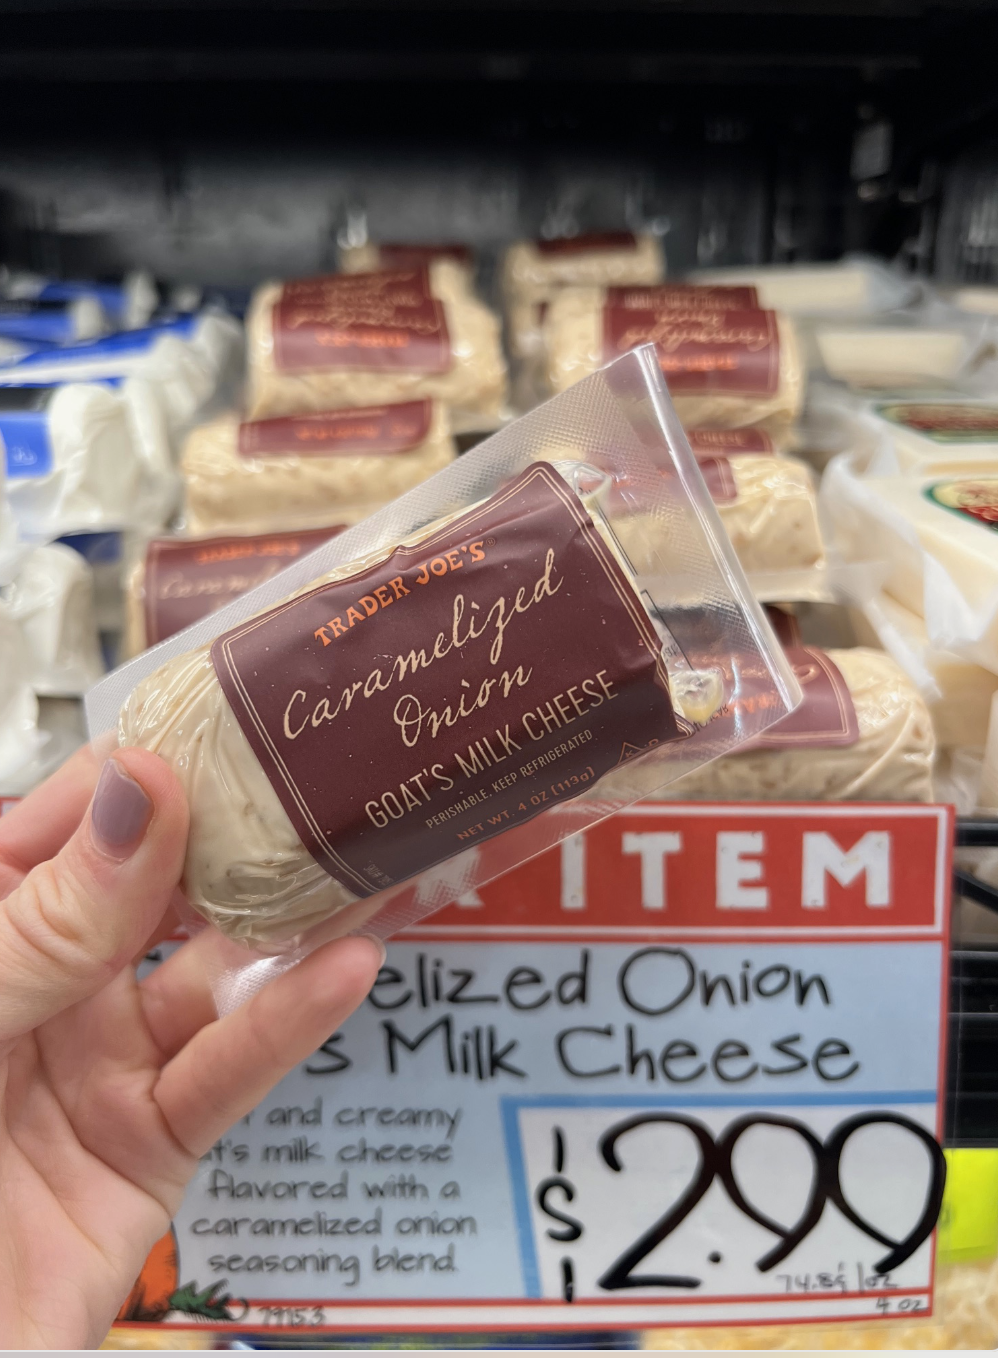 TRADER JOE'S
Caramelized
Onion
GOAT'S MILK CHEESE
PERISHABLE, KEEP REFRIGERATED
NET WT. 4 OZ (113g)
ITEM
elized Onion
s Milk Cheese
and creamy
t's milk cheese
flavored with a
caramelized onion
seasoning blend.
$2.99
74.8¢/oz
4 oz
79153